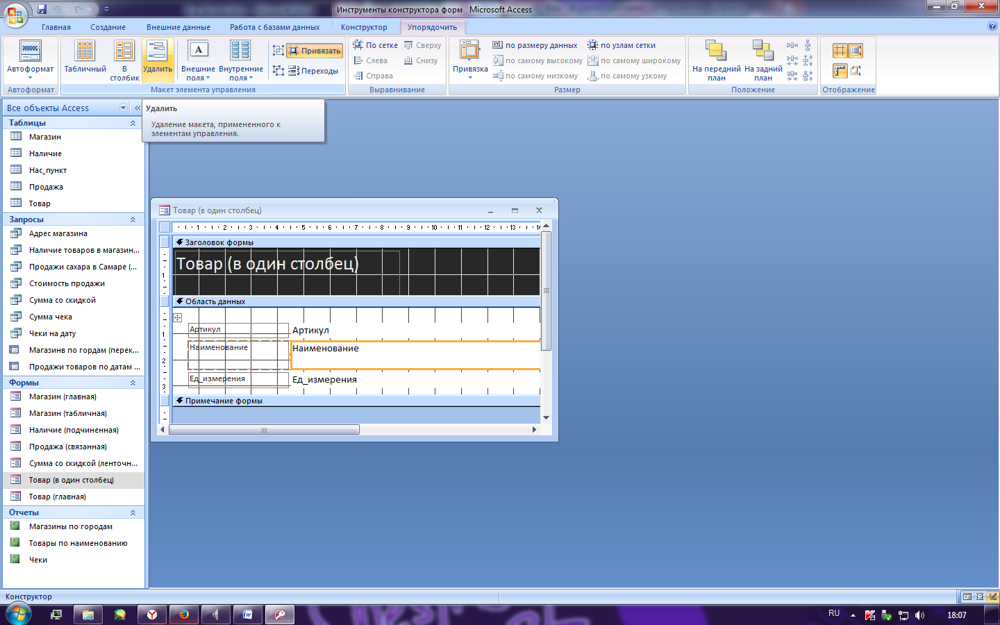 Инструменты конструктора форм Microsoft Access
Главная Создание Внешние данные Работа с базами данных Конструктор Упорядочить
Автоформат
Табличный
В столбик
Удалить
Внешние поля
Внутренние поля
Привязать
Переходы
По сетке
Слева
Справа
Сверху
Снизу
Привязка
по размеру данных
по самому высокому
по самому низкому
по узлам сетки
по самому широкому
по самому узкому
На передний план
На задний план
Автоформат Макет элемента управления Выравнивание Размер Положение Отображение
Все объекты Access
Удалить
Удаление макета, примененного к
элементам управления.
Таблицы
Магазин
Наличие
Нас_пункт
Продажа
Товар
Запросы
Адрес магазина
Наличие товаров в магазин...
Продажи сахара в Самаре (...
Стоимость продажи
Сумма со скидкой
Сумма чека
Чеки на дату
Магазинв по гордам (перек...
Продажи товаров по датам ...
Формы
Магазин (главная)
Магазин (табличная)
Наличие (подчиненная)
Продажа (связанная)
Сумма со скидкой (ленточн...
Товар (в один столбец)
Товар (главная)
Отчеты
Магазины по городам
Товары по наименованию
Чеки
Товар (в один столбец)
1 2 3 4 5 6 7 8 9 10 11 12 13 14
Заголовок формы
Товар (в один столбец)
1
Область данных
Артикул Артикул
1
Наименование Наименование
2
Ед_измерения Ед_измерения
3
Примечание формы
Конструктор
RU 18:07